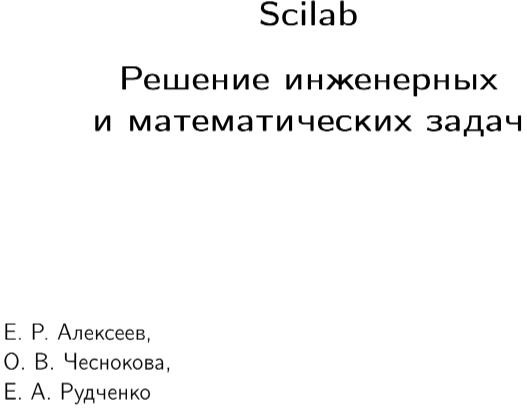 Scilab
Решение инженерных
и математических задач
Е. Р. Алексеев,
О. В. Чеснокова,
Е. А. Рудченко